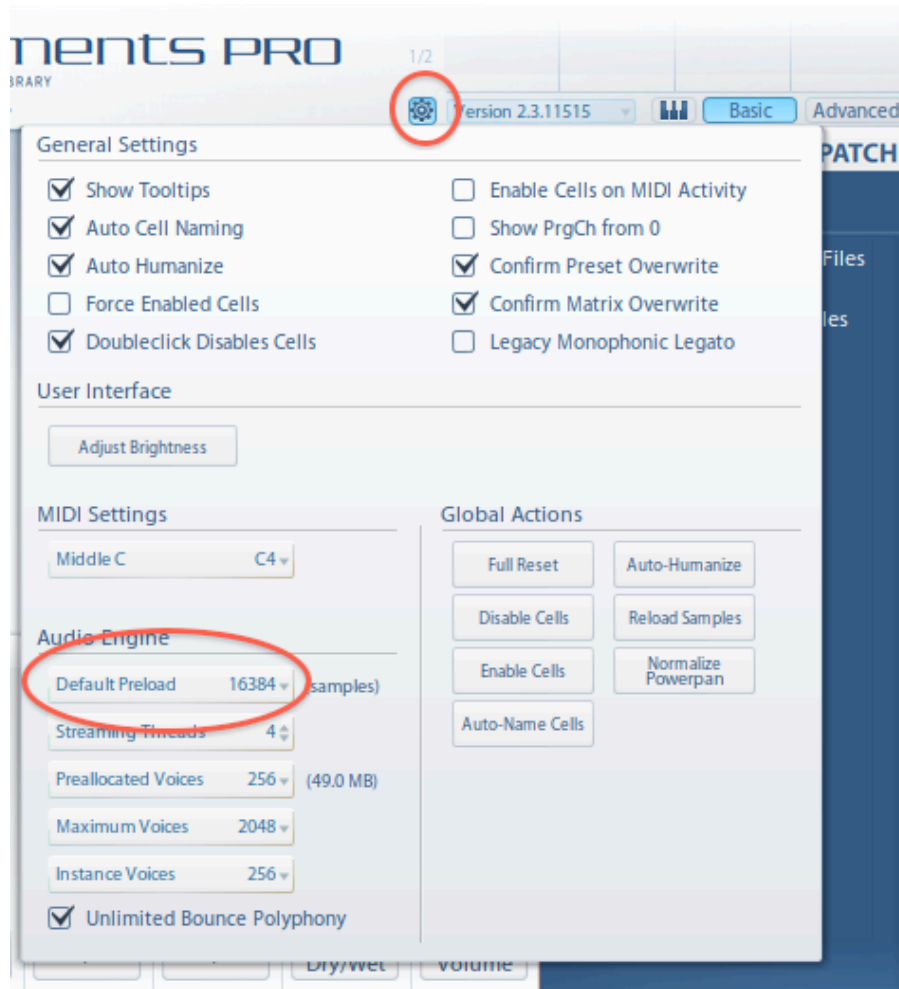 ments PRO
1/2
BRARY
Version 2.3.11515
Basic
Advanced
General Settings
PATCH
Show Tooltips
Enable Cells on MIDI Activity
Auto Cell Naming
Show PrgCh from 0
Auto Humanize
Confirm Preset Overwrite
Files
Force Enabled Cells
Confirm Matrix Overwrite
les
Doubleclick Disables Cells
Legacy Monophonic Legato
User Interface
Adjust Brightness
MIDI Settings
Middle C C4
Audio Engine
Default Preload 16384 samples)
Streaming Threads 4
Preallocated Voices 256 (49.0 MB)
Maximum Voices 2048
Instance Voices 256
Unlimited Bounce Polyphony
Global Actions
Full Reset
Auto-Humanize
Disable Cells
Reload Samples
Enable Cells
Normalize
Powerpan
Auto-Name Cells
Dry/Wet
Volume